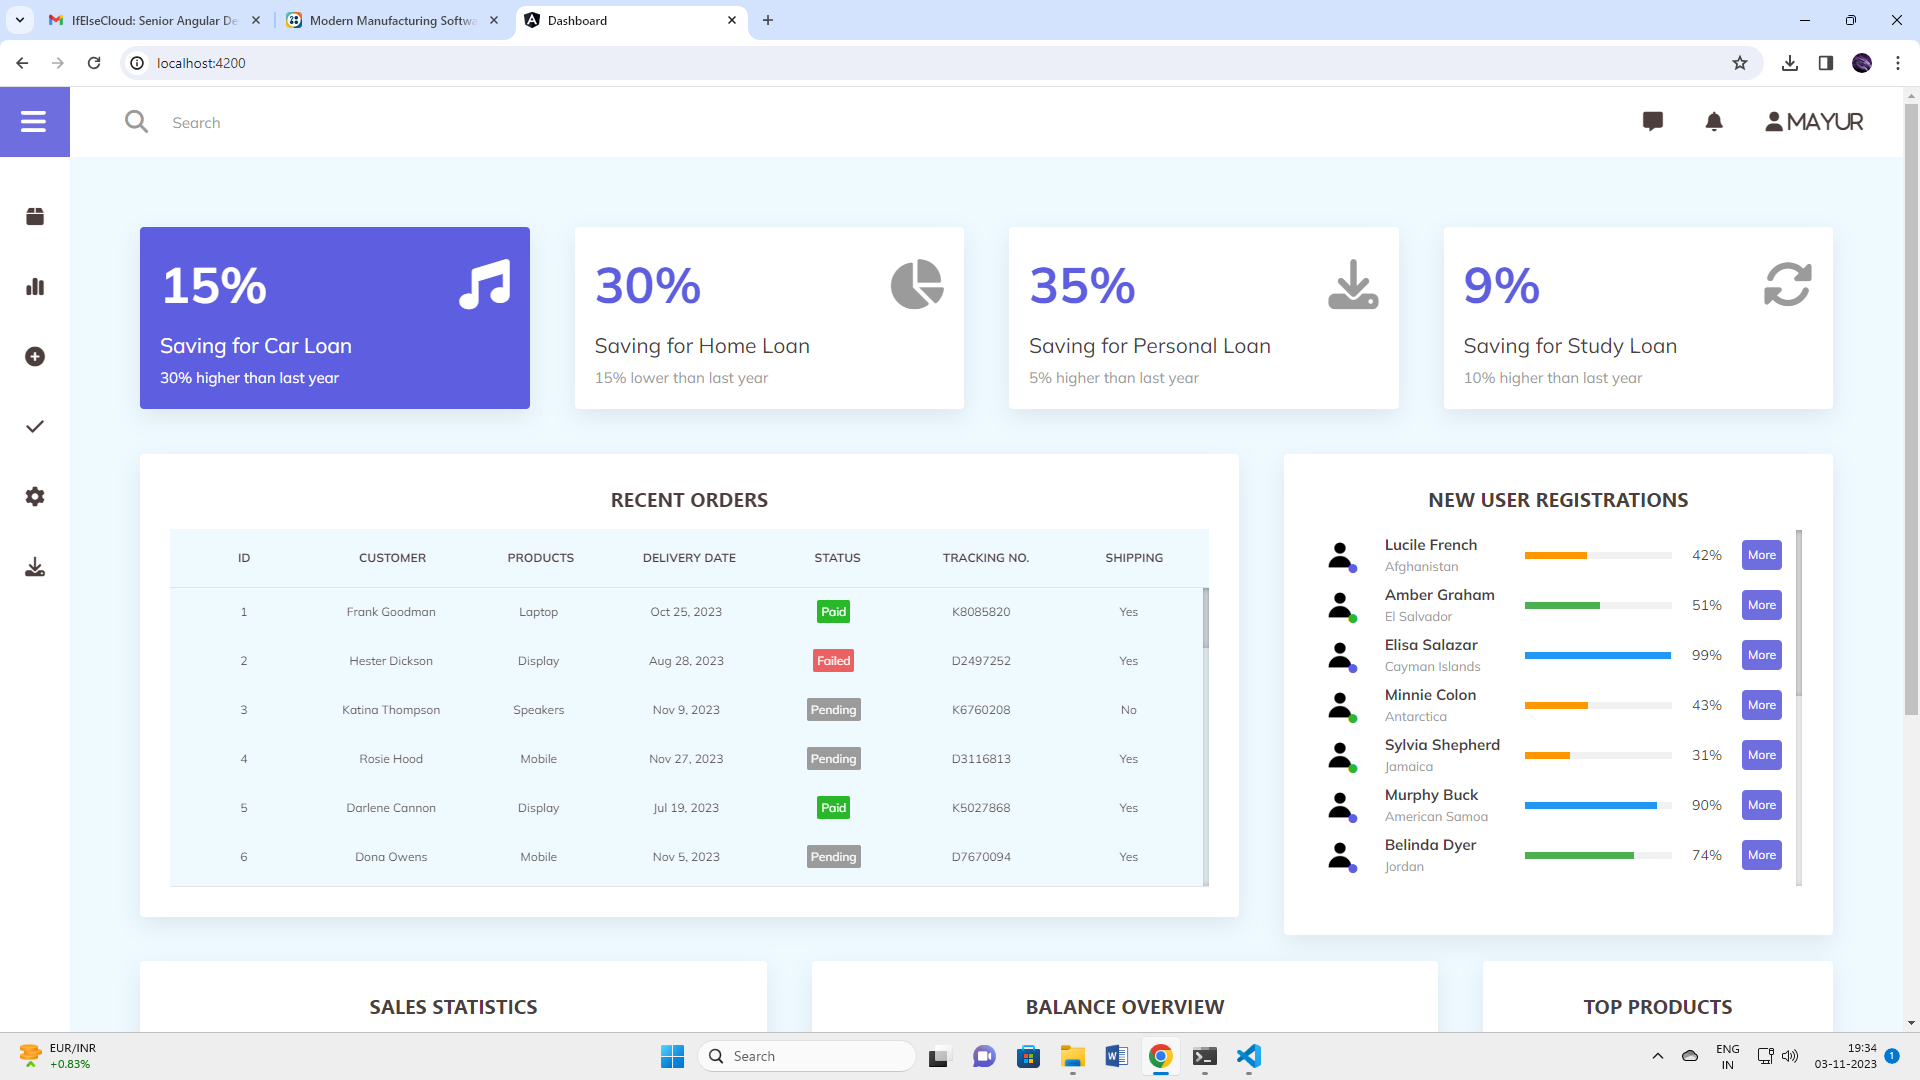 IfElseCloud: Senior Angular De
Modern Manufacturing Softwa
Dashboard
localhost:4200
Search
MAYUR
15%
Saving for Car Loan
30% higher than last year
30%
Saving for Home Loan
15% lower than last year
35%
Saving for Personal Loan
5% higher than last year
9%
Saving for Study Loan
10% higher than last year
RECENT ORDERS
ID CUSTOMER PRODUCTS DELIVERY DATE STATUS TRACKING NO. SHIPPING
1 Frank Goodman Laptop Oct 25, 2023 Paid K8085820 Yes
2 Hester Dickson Display Aug 28, 2023 Failed D2497252 Yes
3 Katina Thompson Speakers Nov 9, 2023 Pending K6760208 No
4 Rosie Hood Mobile Nov 27, 2023 Pending D3116813 Yes
5 Darlene Cannon Display Jul 19, 2023 Paid K5027868 Yes
6 Dona Owens Mobile Nov 5, 2023 Pending D7670094 Yes
NEW USER REGISTRATIONS
Lucile French 42% More
Afghanistan
Amber Graham 51% More
El Salvador
Elisa Salazar 99% More
Cayman Islands
Minnie Colon 43% More
Antarctica
Sylvia Shepherd 31% More
Jamaica
Murphy Buck 90% More
American Samoa
Belinda Dyer 74% More
Jordan
SALES STATISTICS
BALANCE OVERVIEW
TOP PRODUCTS
EUR/INR
+0.83%
Search
ENG
IN
19:34
03-11-2023
1